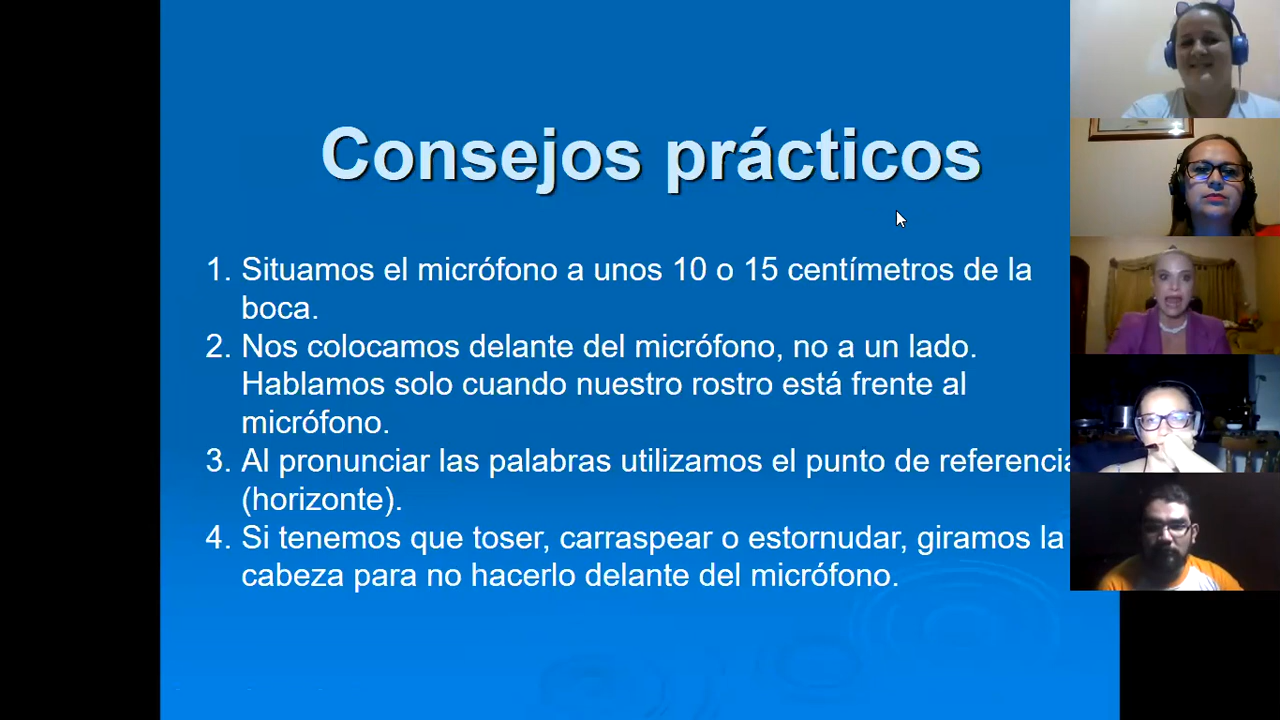 Consejos prácticos
1. Situamos el micrófono a unos 10 o 15 centímetros de la
boca.
2. Nos colocamos delante del micrófono, no a un lado.
Hablamos solo cuando nuestro rostro está frente al
micrófono.
3. Al pronunciar las palabras utilizamos el punto de referencia
(horizonte).
4. Si tenemos que toser, carraspear o estornudar, giramos la
cabeza para no hacerlo delante del micrófono.